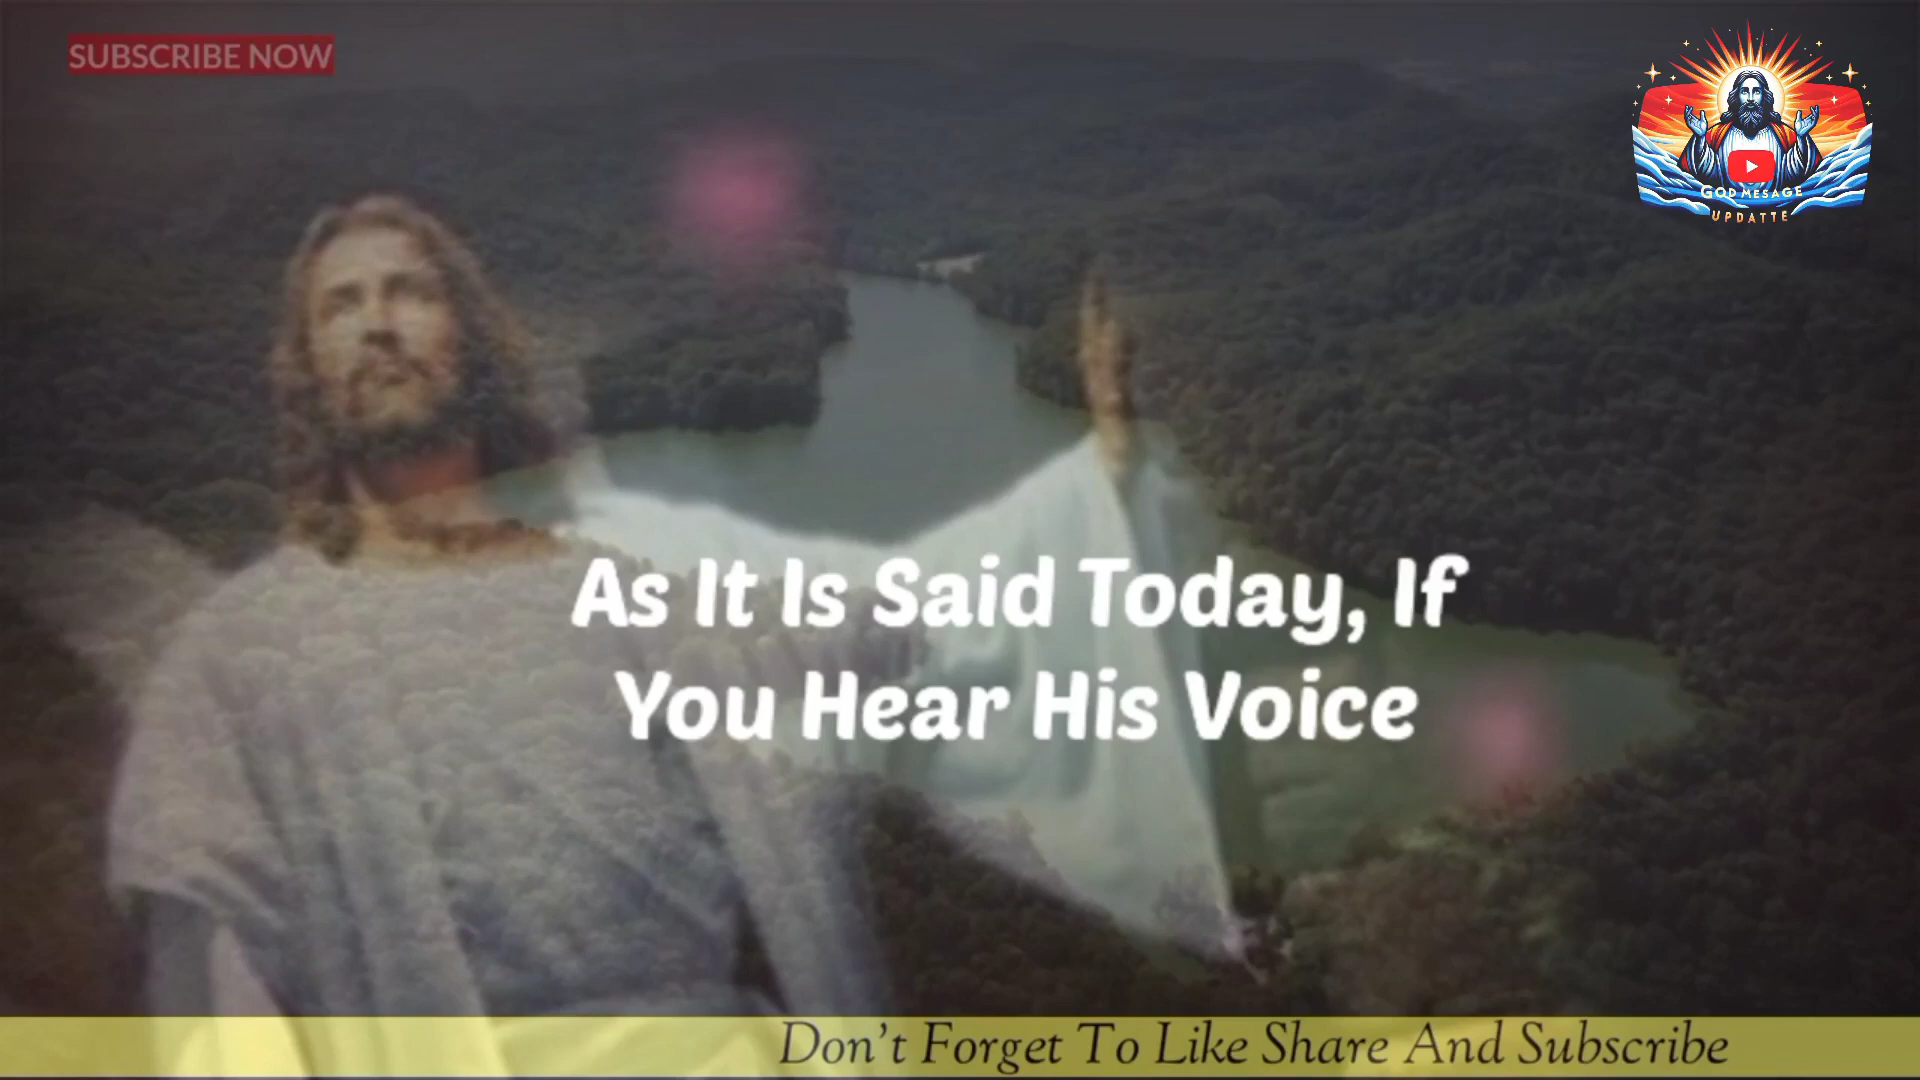 SUBSCRIBE NOW
GOD MESAGE
UPDATTE
As It Is Said Today, If
You Hear His Voice
Don't Forget To Like Share And Subscribe